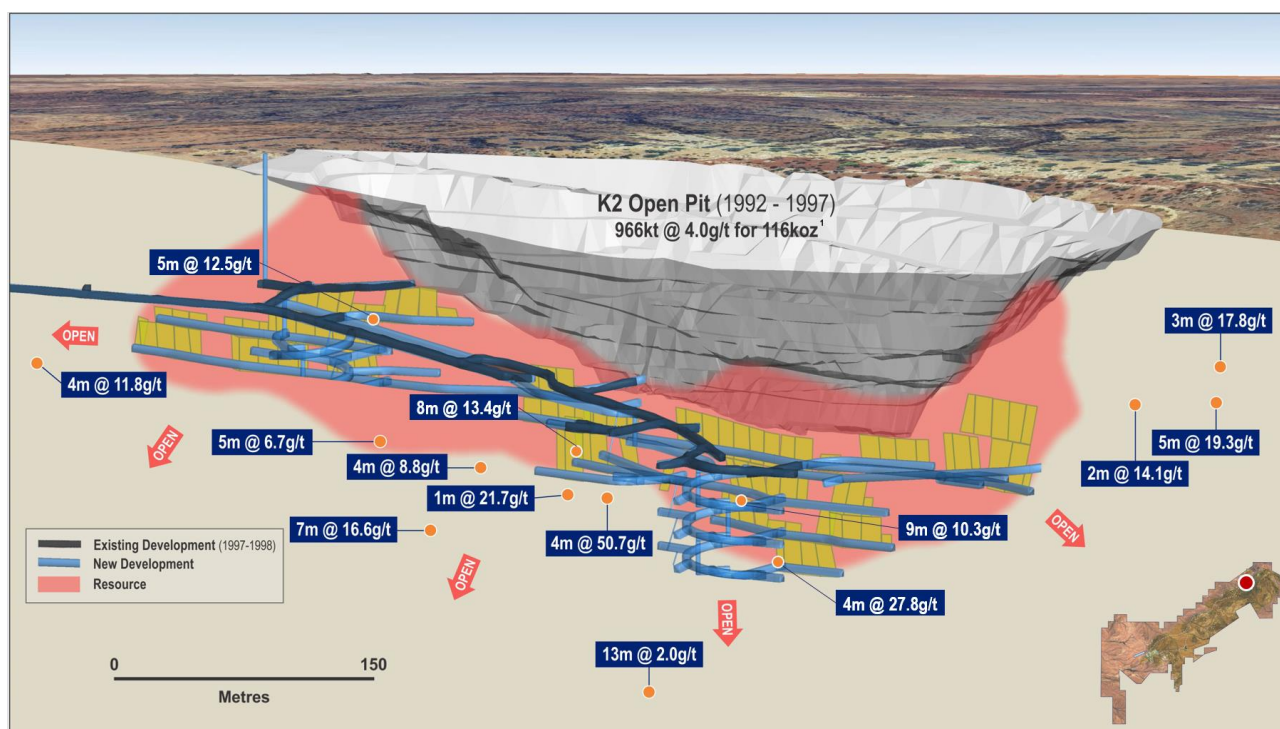 K2 Open Pit (1992 - 1997)
966kt @ 4.0g/t for 116koz¹
5m @ 12.5g/t
3m @ 17.8g/t
OPEN
4m @ 11.8g/t
8m @ 13.4g/t
5m @ 6.7g/t
OPEN
4m @ 8.8g/t
5m @ 19.3g/t
2m @ 14.1g/t
1m @ 21.7g/t
7m @ 16.6g/t
4m @ 50.7g/t
9m @ 10.3g/t
OPEN
OPEN
4m @ 27.8g/t
OPEN
13m @ 2.0g/t
Existing Development (1997-1998)
New Development
Resource
0 150
Metres